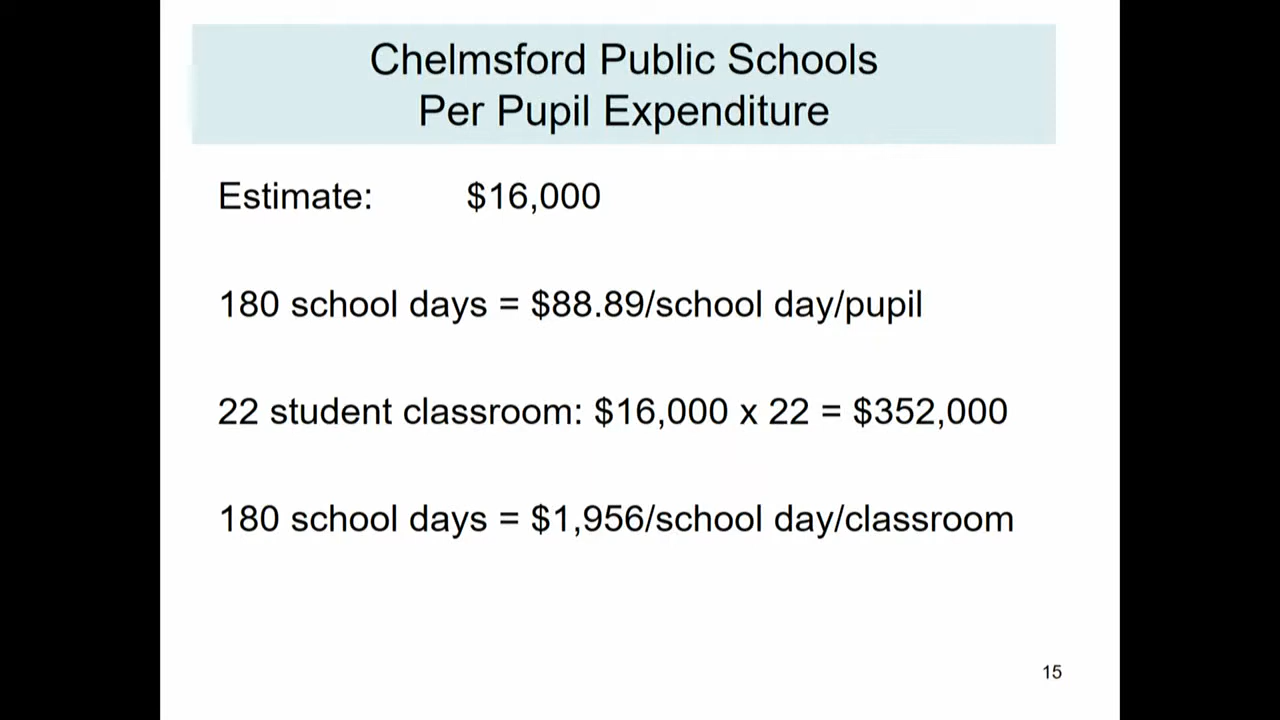 Chelmsford Public Schools
Per Pupil Expenditure
Estimate: $16,000
180 school days = $88.89/school day/pupil
22 student classroom: $16,000 x 22 = $352,000
180 school days = $1,956/school day/classroom
15